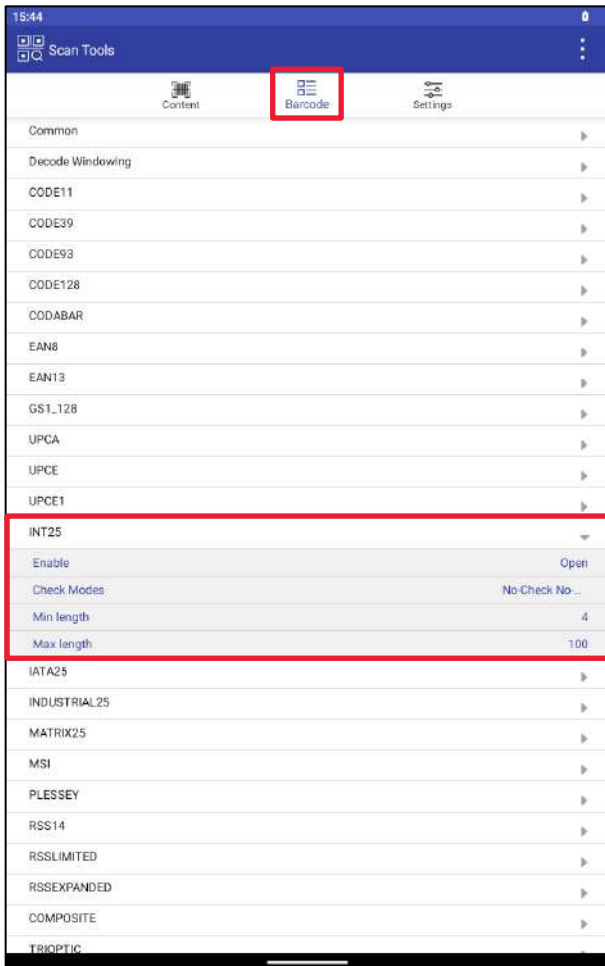 15:44
Scan Tools
Content Barcode Settings
Common
Decode Windowing
CODE11
CODE39
CODE93
CODE128
CODABAR
EAN8
EAN13
GS1_128
UPCA
UPCE
UPCE1
INT25
Enable Open
Check Modes No-Check No-...
Min length 4
Max length 100
IATA25
INDUSTRIAL25
MATRIX25
MSI
PLESSEY
RSS14
RSSLIMITED
RSSEXPANDED
COMPOSITE
TRIOPTIC